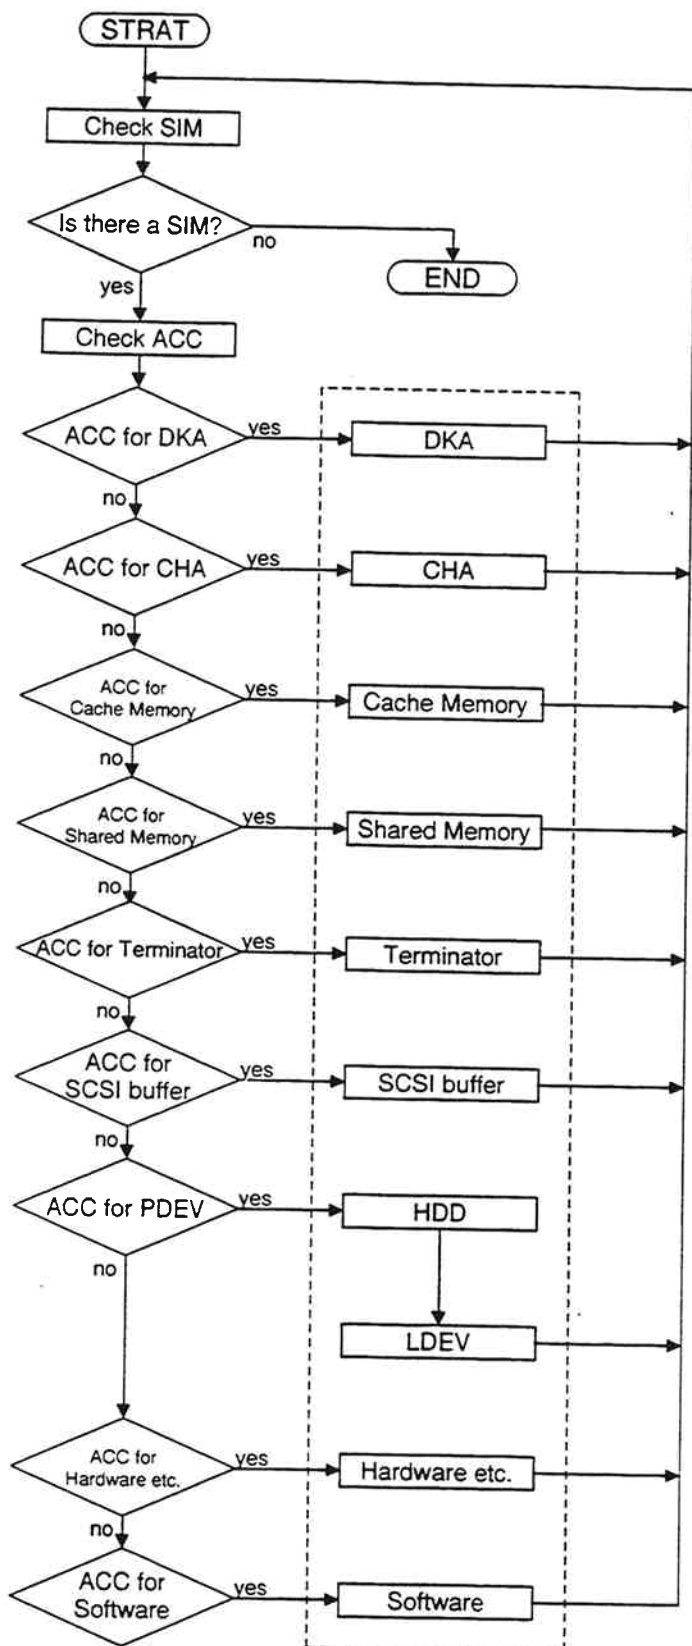 STRAT
Check SIM
Is there a SIM?
no
END
yes
Check ACC
ACC for DKA
yes
DKA
no
ACC for CHA
yes
CHA
no
ACC for
Cache Memory
yes
Cache Memory
no
ACC for
Shared Memory
yes
Shared Memory
no
ACC for Terminator
yes
Terminator
no
ACC for
SCSI buffer
yes
SCSI buffer
no
ACC for PDEV
yes
HDD
no
LDEV
ACC for
Hardware etc.
yes
Hardware etc.
no
ACC for
Software
yes
Software